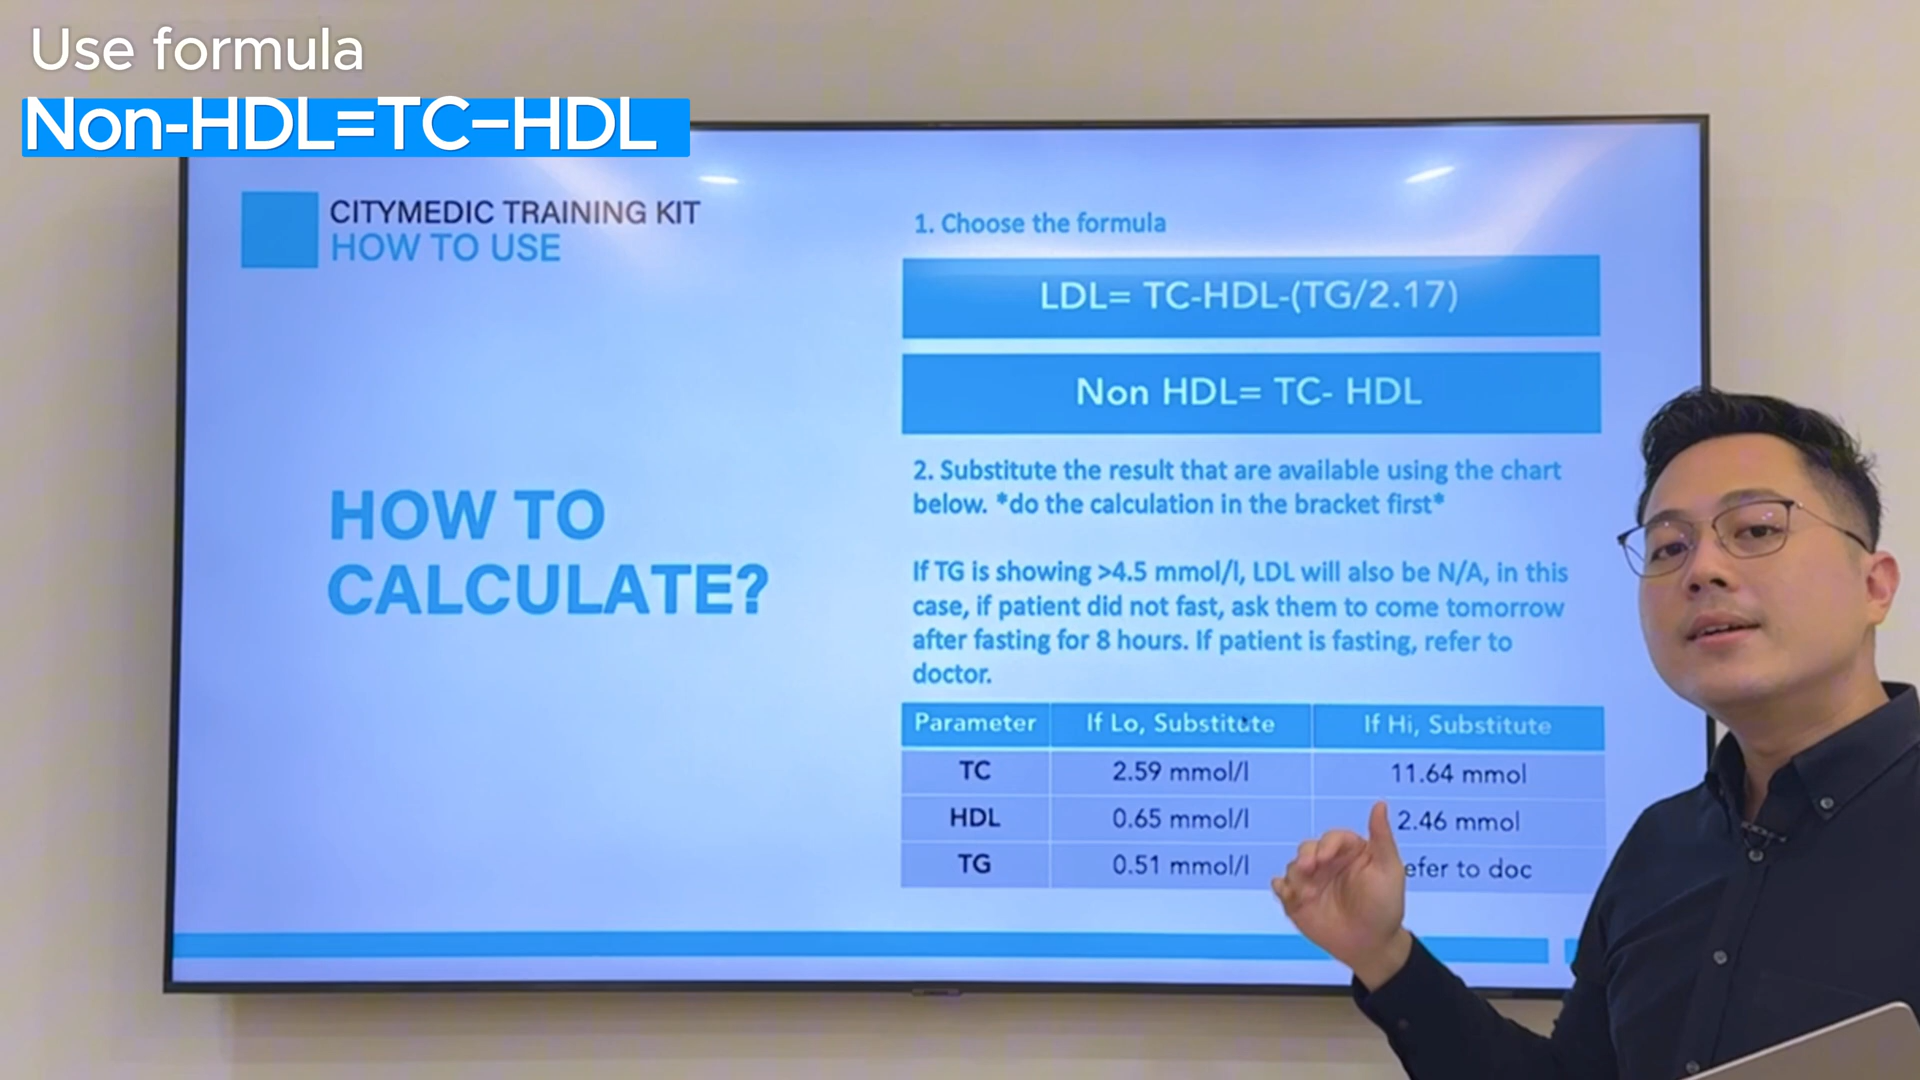 Use formula
Non-HDL=TC–HDL
CITYMEDIC TRAINING KIT
HOW TO USE
HOW TO
CALCULATE?
1. Choose the formula
LDL= TC-HDL-(TG/2.17)
Non HDL= TC- HDL
2. Substitute the result that are available using the chart
below. *do the calculation in the bracket first*
If TG is showing >4.5 mmol/l, LDL will also be N/A, in this
case, if patient did not fast, ask them to come tomorrow
after fasting for 8 hours. If patient is fasting, refer to
doctor.
Parameter If Lo, Substitute If Hi, Substitute
TC 2.59 mmol/l 11.64 mmol
HDL 0.65 mmol/l 2.46 mmol
TG 0.51 mmol/l efer to doc